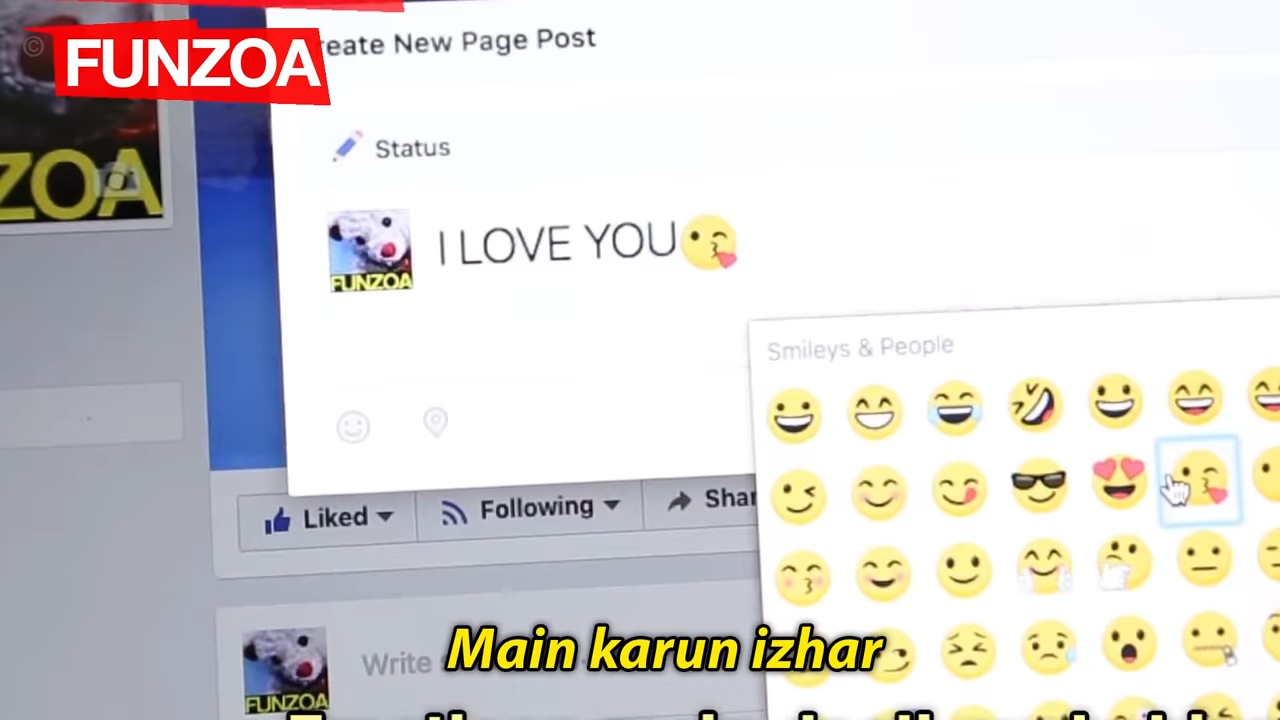 ©
FUNZOA
reate New Page Post
ZOA
Status
I LOVE YOU😘
FUNZOA
Smileys & People
Liked
Following
Shar
Write
FUNZOA
Main karun izhar